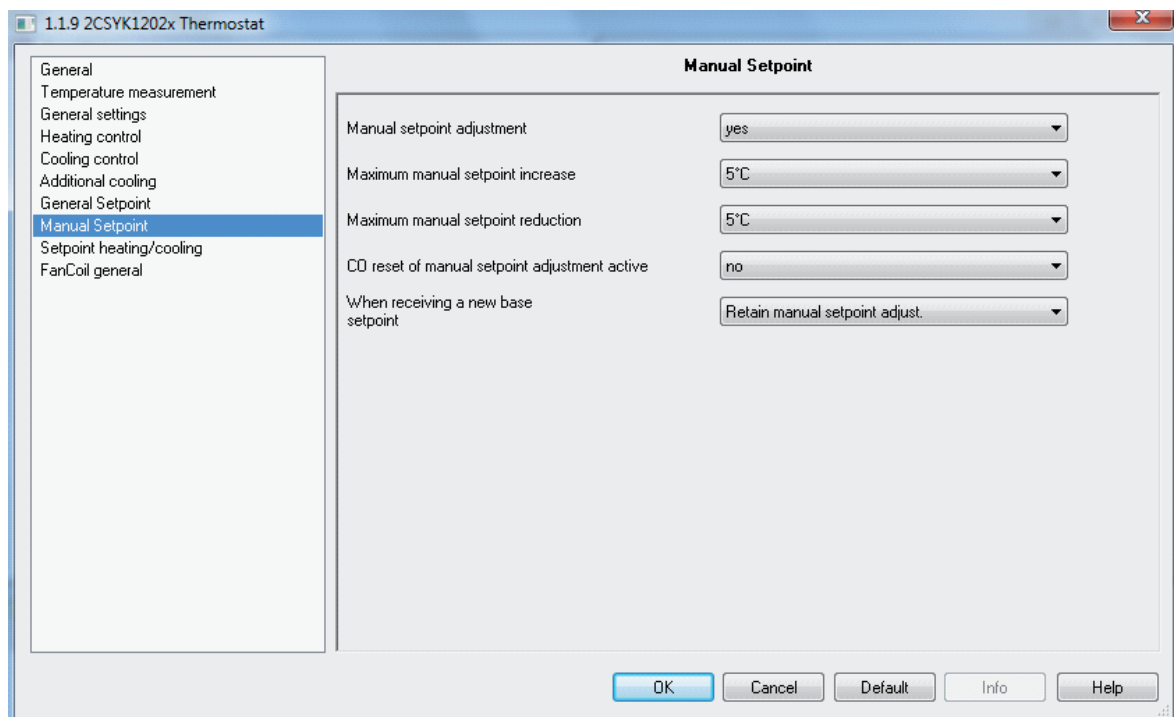 1.1.9 2CSYK1202x Thermostat
General
Temperature measurement
General settings
Heating control
Cooling control
Additional cooling
General Setpoint
Manual Setpoint
Setpoint heating/cooling
FanCoil general
Manual Setpoint
Manual setpoint adjustment yes
Maximum manual setpoint increase 5°C
Maximum manual setpoint reduction 5°C
CO reset of manual setpoint adjustment active no
When receiving a new base
setpoint Retain manual setpoint adjust.
OK Cancel Default Info Help